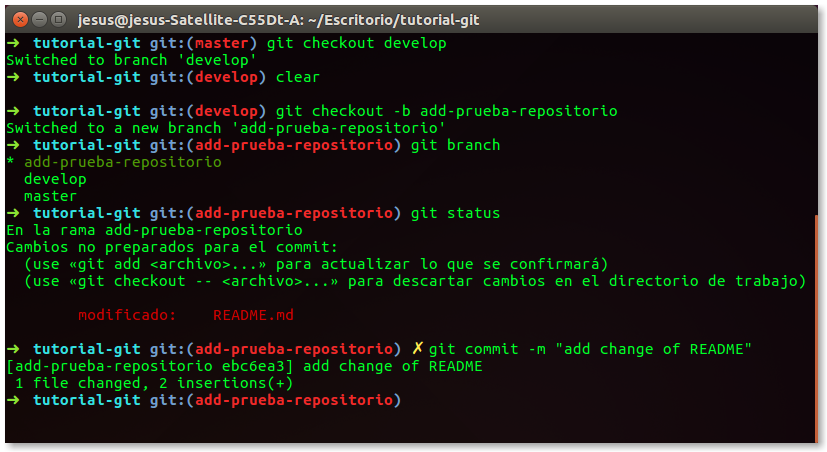 jesus@jesus-Satellite-C55Dt-A: ~/Escritorio/tutorial-git
➜ tutorial-git git:(master) git checkout develop
Switched to branch 'develop'
➜ tutorial-git git:(develop) clear
➜ tutorial-git git:(develop) git checkout -b add-prueba-repositorio
Switched to a new branch 'add-prueba-repositorio'
➜ tutorial-git git:(add-prueba-repositorio) git branch
* add-prueba-repositorio
develop
master
➜ tutorial-git git:(add-prueba-repositorio) git status
En la rama add-prueba-repositorio
Cambios no preparados para el commit:
(use «git add <archivo>...» para actualizar lo que se confirmará)
(use «git checkout -- <archivo>...» para descartar cambios en el directorio de trabajo)
modificado: README.md
➜ tutorial-git git:(add-prueba-repositorio) ✗ git commit -m "add change of README"
[add-prueba-repositorio ebc6ea3] add change of README
1 file changed, 2 insertions(+)
➜ tutorial-git git:(add-prueba-repositorio)